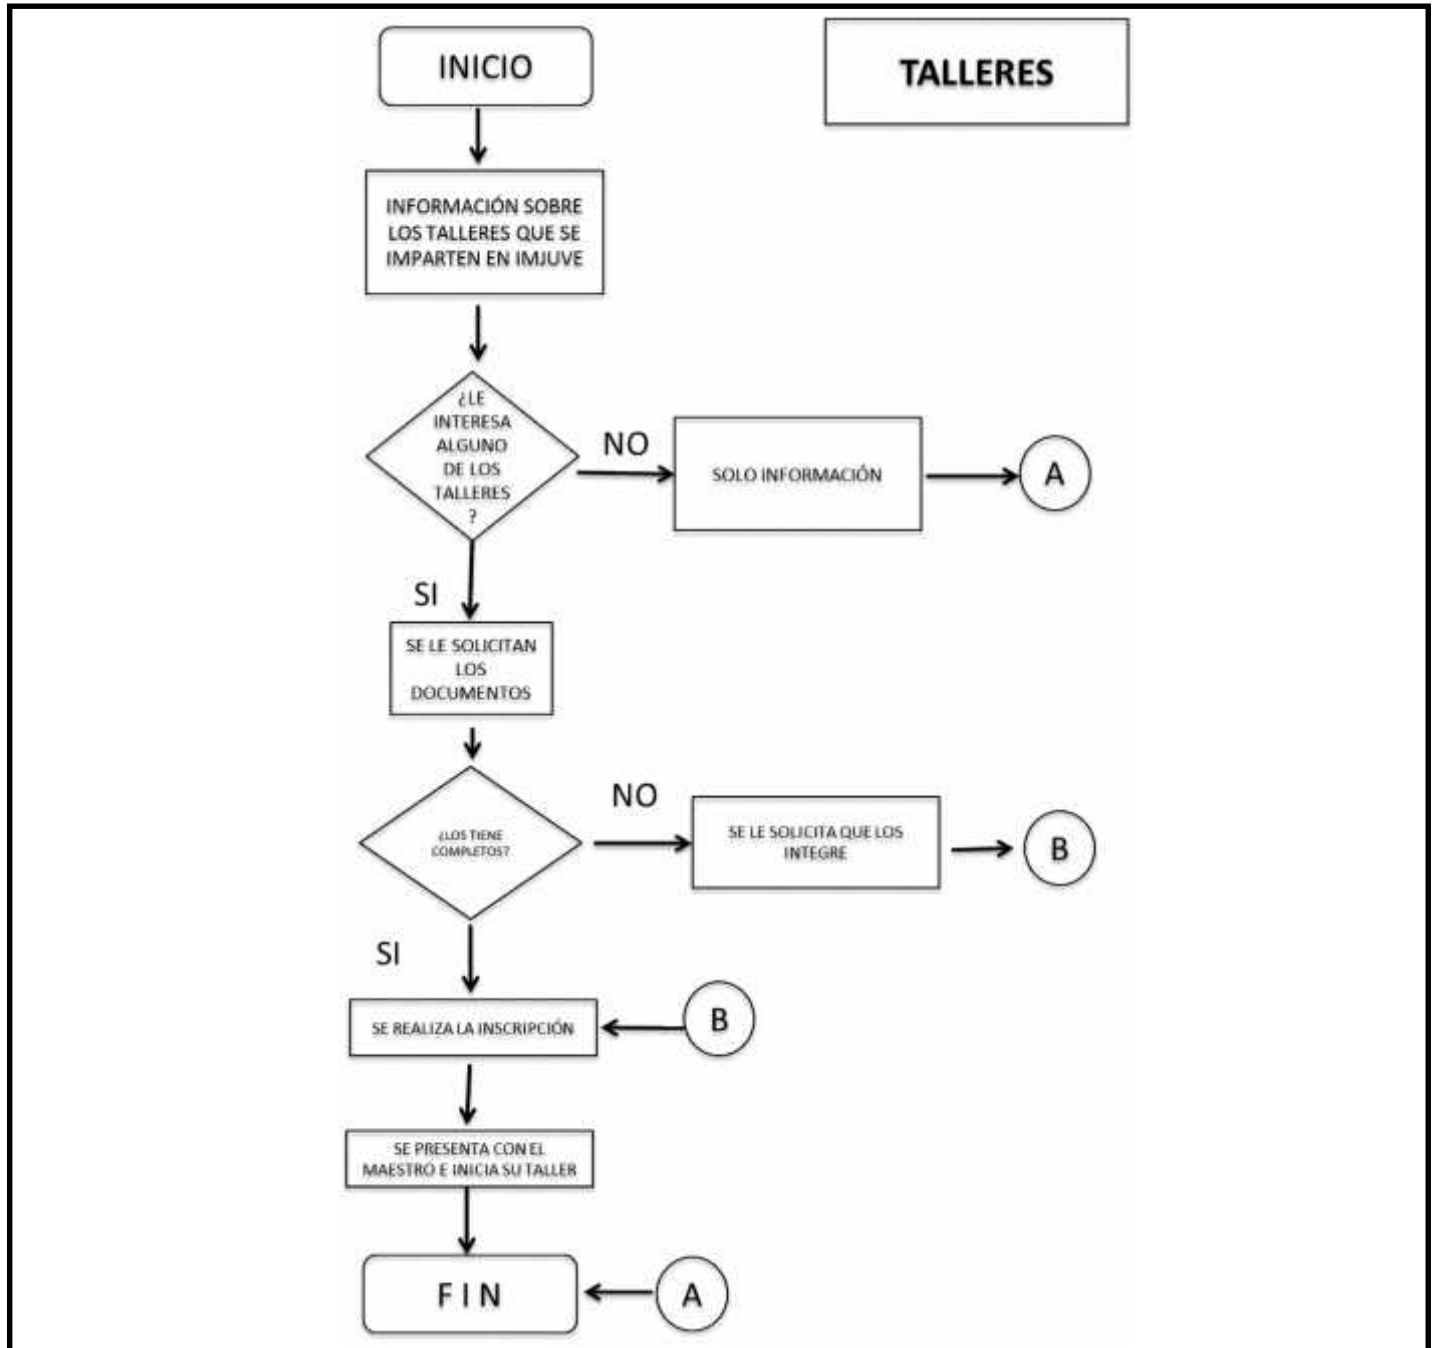 INICIO
TALLERES
INFORMACIÓN SOBRE
LOS TALLERES QUE SE
IMPARTEN EN IMJUVE
¿LE
INTERESA
ALGUNO
DE LOS
TALLERES
?
NO
SOLO INFORMACIÓN
A
SI
SE LE SOLICITAN
LOS
DOCUMENTOS
¿LOS TIENE
COMPLETOS?
NO
SE LE SOLICITA QUE LOS
INTEGRE
B
SI
SE REALIZA LA INSCRIPCIÓN
B
SE PRESENTA CON EL
MAESTRO E INICIA SU TALLER
F I N
A